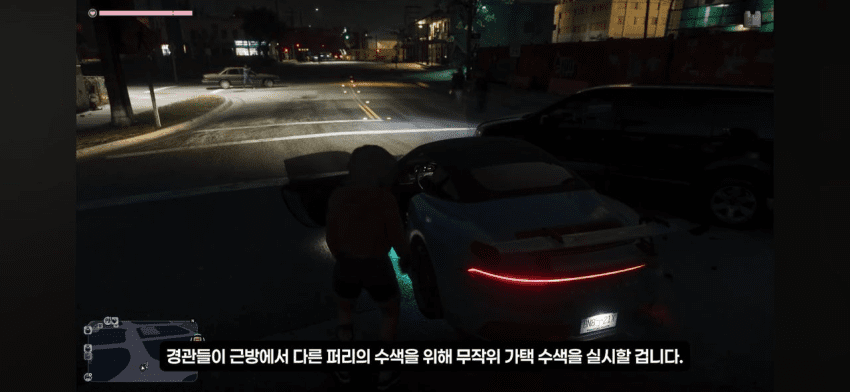 경관들이 근방에서 다른 퍼리의 수색을 위해 무작위 가택 수색을 실시할 겁니다.